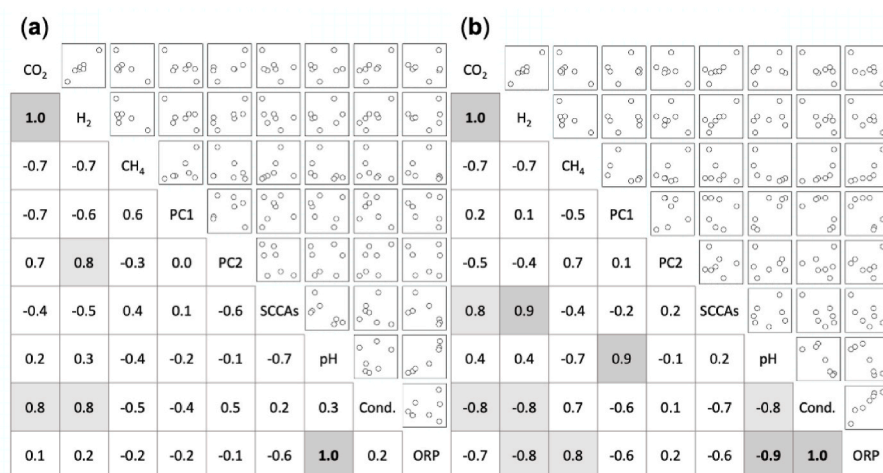 (a)
CO2
1.0 H2
-0.7 -0.7 CH4
-0.7 -0.6 0.6 PC1
0.7 0.8 -0.3 0.0 PC2
-0.4 -0.5 0.4 0.1 -0.6 SCCAs
0.2 0.3 -0.4 -0.2 -0.1 -0.7 pH
0.8 0.8 -0.5 -0.4 0.5 0.2 0.3 Cond.
0.1 0.2 -0.2 -0.2 -0.1 -0.6 1.0 0.2 ORP
(b)
CO2
1.0 H2
-0.7 -0.7 CH4
0.2 0.1 -0.5 PC1
-0.5 -0.4 0.7 0.1 PC2
0.8 0.9 -0.4 -0.2 0.2 SCCAs
0.4 0.4 -0.7 0.9 -0.1 0.2 pH
-0.8 -0.8 0.7 -0.6 0.1 -0.7 -0.8 Cond.
-0.7 -0.8 0.8 -0.6 0.2 -0.6 -0.9 1.0 ORP